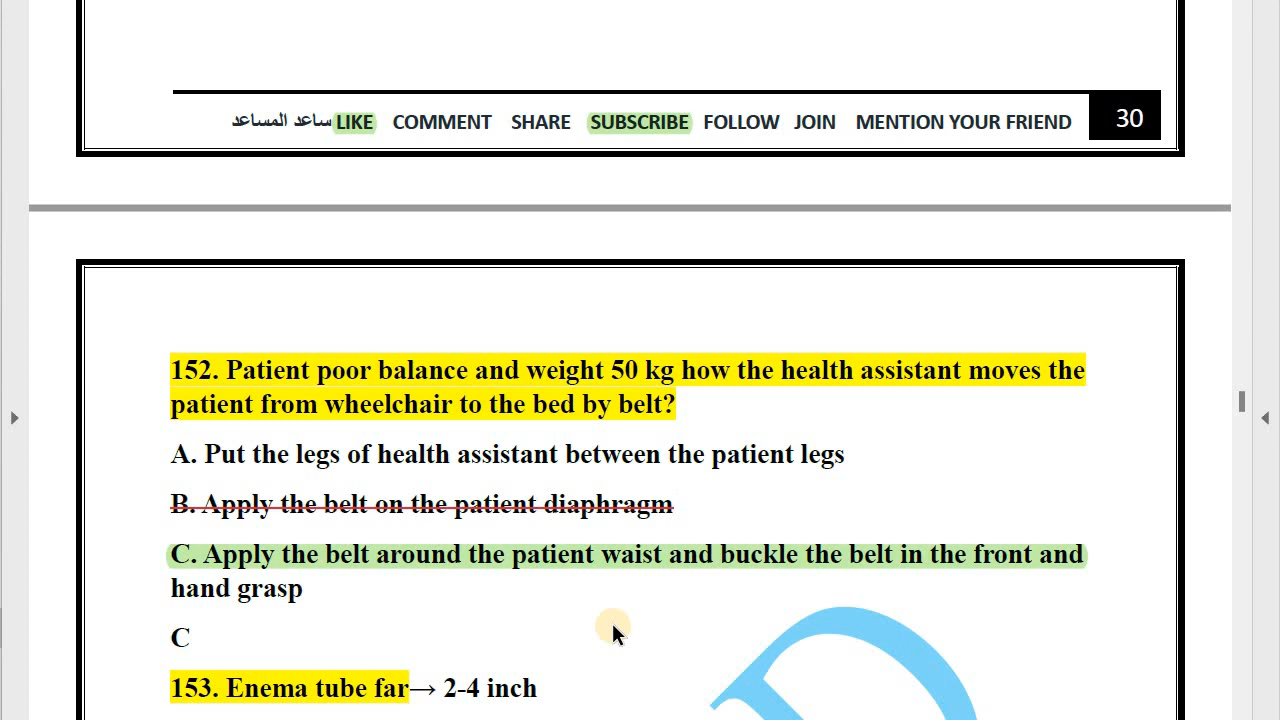 ساعد المساعد LIKE COMMENT SHARE SUBSCRIBE FOLLOW JOIN MENTION YOUR FRIEND 30
152. Patient poor balance and weight 50 kg how the health assistant moves the
patient from wheelchair to the bed by belt?
A. Put the legs of health assistant between the patient legs
B. Apply the belt on the patient diaphragm
C. Apply the belt around the patient waist and buckle the belt in the front and
hand grasp
C
153. Enema tube far→ 2-4 inch